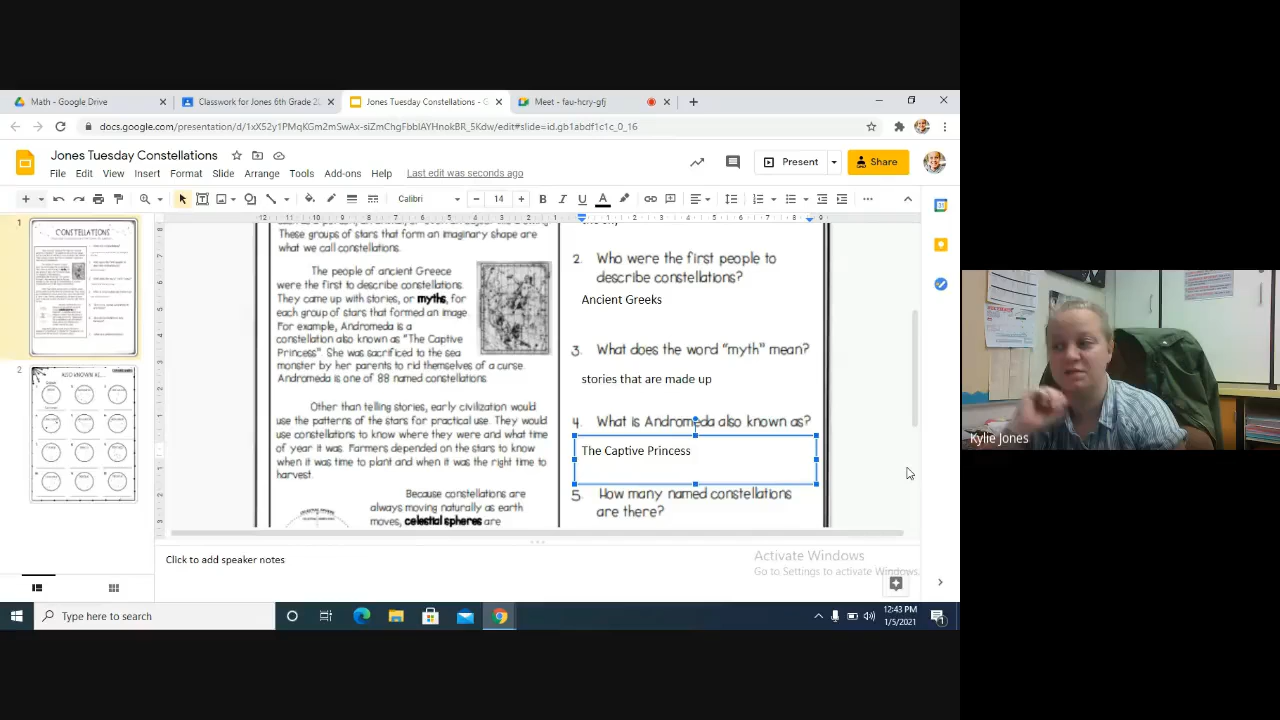 Math - Google Drive
Classwork for Jones 6th Grade 2
Jones Tuesday Constellations - G
Meet - fau-hcry-gfj
docs.google.com/presentation/d/1xX52y1PMqKGm2mSwAx-siZmChgFbblAYHnokBR_5Kdw/edit#slide=id.gb1abdf1c1c_0_16
Jones Tuesday Constellations
File Edit View Insert Format Slide Arrange Tools Add-ons Help Last edit was seconds ago
Present
Share
Calibri
14
1
CONSTELLATIONS
2
ALSO KNOWN AS...
These groups of stars that form an imaginary shape are
what we call constellations.
The people of ancient Greece
were the first to describe constellations.
They came up with stories, or myths, for
each group of stars that formed an image.
For example, Andromeda is a
constellation also known as "The Captive
Princess". She was sacrificed to the sea
monster by her parents to rid themselves of a curse.
Andromeda is one of 88 named constellations
Other than telling stories, early civilization would
use the patterns of the stars for practical use. They would
use constellations to know where they were and what time
of year it was. Farmers depended on the stars to know
when it was time to plant and when it was the right time to
harvest.
Because constellations are
always moving naturally as earth
moves, celestial spheres are
2. Who were the first people to
describe constellations?
Ancient Greeks
3. What does the word "myth" mean?
stories that are made up
4. What is Andromeda also known as?
The Captive Princess
5. How many named constellations
are there?
Click to add speaker notes
Activate Windows
Go to Settings to activate Windows.
Type here to search
12:43 PM
1/5/2021
Kylie Jones